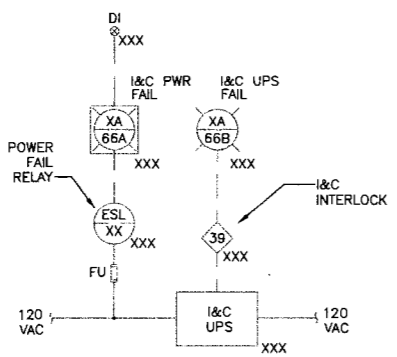 DI
XXX
I&C PWR
FAIL
I&C UPS
FAIL
XA
66A
XXX
XA
66B
XXX
POWER
FAIL
RELAY
I&C
INTERLOCK
ESL
XX
XXX
39
XXX
FU
120
VAC
I&C
UPS
120
VAC
XXX